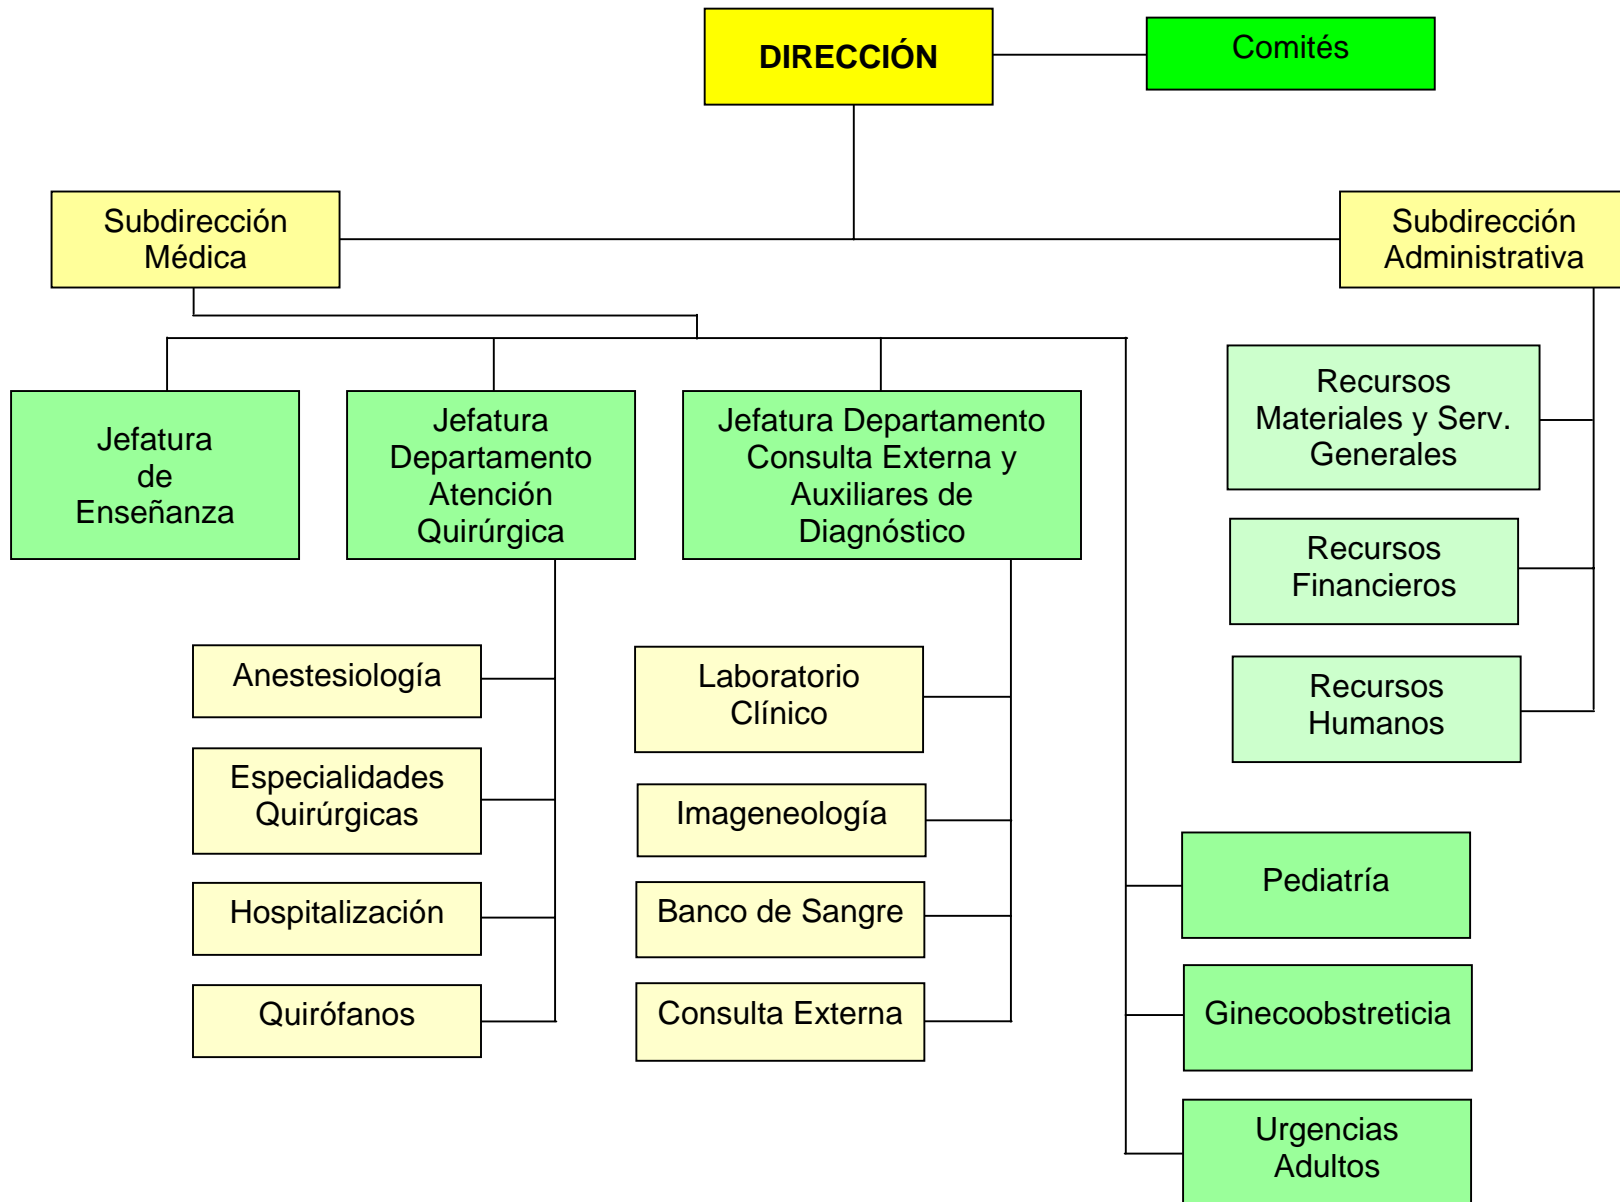 DIRECCIÓN
Comités
Subdirección
Médica
Subdirección
Administrativa
Jefatura
de
Enseñanza
Jefatura
Departamento
Atención
Quirúrgica
Jefatura Departamento
Consulta Externa y
Auxiliares de
Diagnóstico
Recursos
Materiales y Serv.
Generales
Recursos
Financieros
Recursos
Humanos
Anestesiología
Especialidades
Quirúrgicas
Hospitalización
Quirófanos
Laboratorio
Clínico
Imageneología
Banco de Sangre
Consulta Externa
Pediatría
Ginecoobstreticia
Urgencias
Adultos